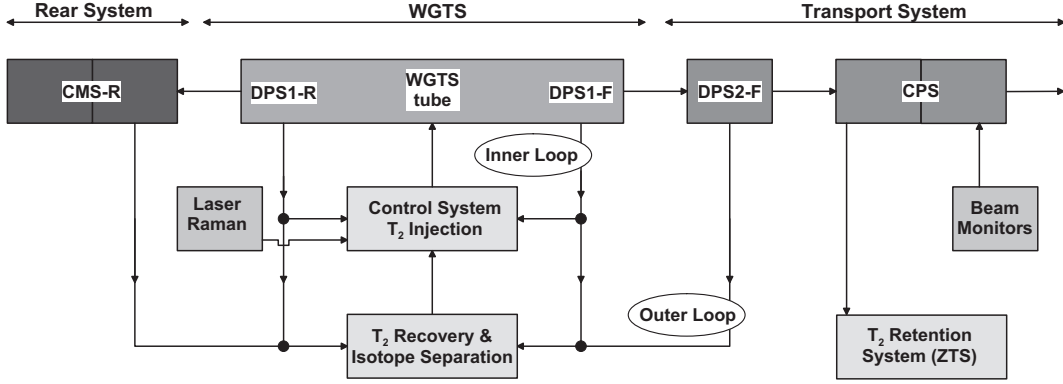 Rear System
WGTS
Transport System
CMS-R
DPS1-R
WGTS
tube
DPS1-F
DPS2-F
CPS
Inner Loop
Laser
Raman
Control System
T₂ Injection
Beam
Monitors
Outer Loop
T₂ Recovery &
Isotope Separation
T₂ Retention
System (ZTS)